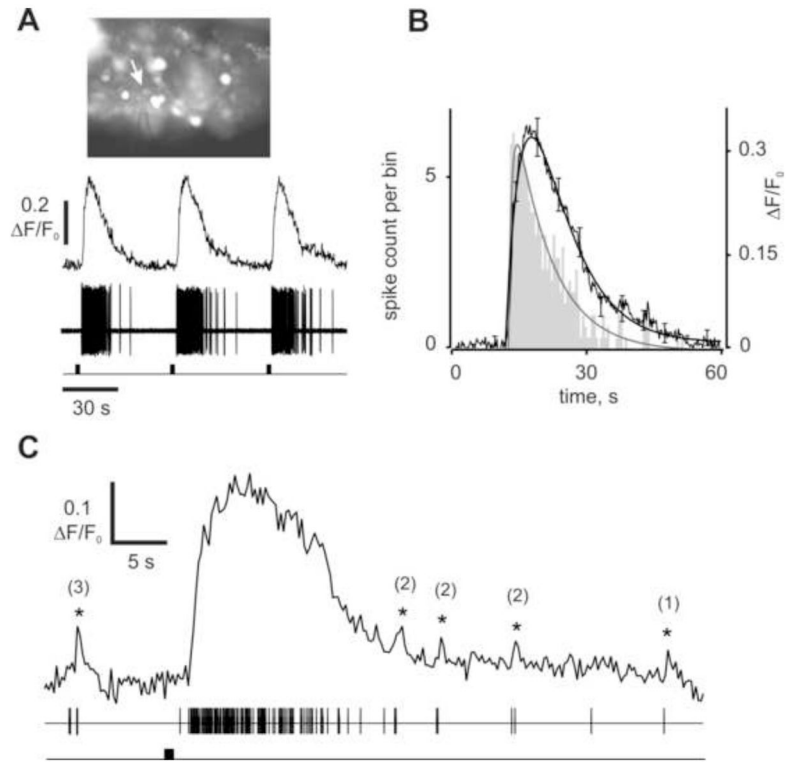 A
0.2
ΔF/F₀
30 s
B
spike count per bin
5
0
0.3
0.15
0
ΔF/F₀
0
30
60
time, s
C
0.1
ΔF/F₀
5 s
(3)
*
(2)
*
(2)
*
(2)
*
(1)
*